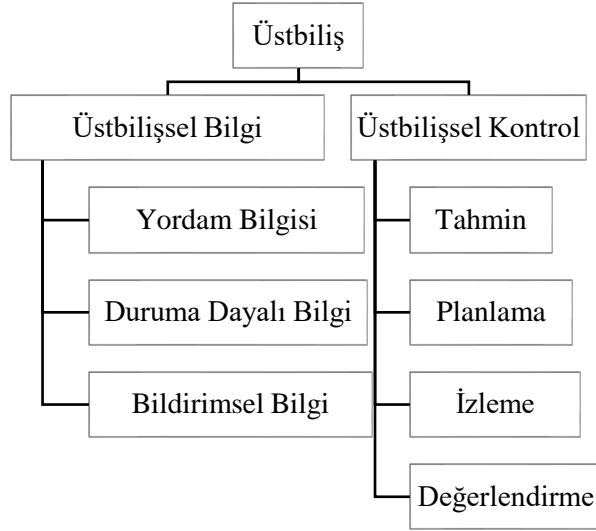 Üstbiliş
Üstbilişsel Bilgi
Yordam Bilgisi
Duruma Dayalı Bilgi
Bildirimsel Bilgi
Üstbilişsel Kontrol
Tahmin
Planlama
İzleme
Değerlendirme